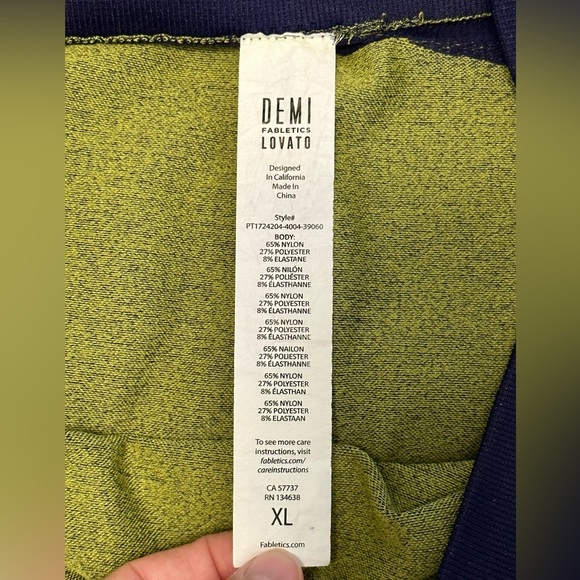 DEMI
FABLETICS
LOVATO
Designed
In California
Made In
China
Style#
PT1724204-4004-39060
BODY:
65% NYLON
27% POLYESTER
8% ELASTANE
65% NILÓN
27% POLIÉSTER
8% ÉLASTHANNE
65% NYLON
27% POLYESTER
8% ÉLASTHANNE
65% NYLON
27% POLYESTER
8% ÉLASTHANNE
65% NAILON
27% POLIESTER
8% ÉLASTHANNE
65% NYLON
27% POLYESTER
8% ELASTHAN
65% NYLON
27% POLYESTER
8% ELASTAAN
To see more care
instructions, visit
fabletics.com/
careinstructions
CA 57737
RN 134638
XL
Fabletics.com